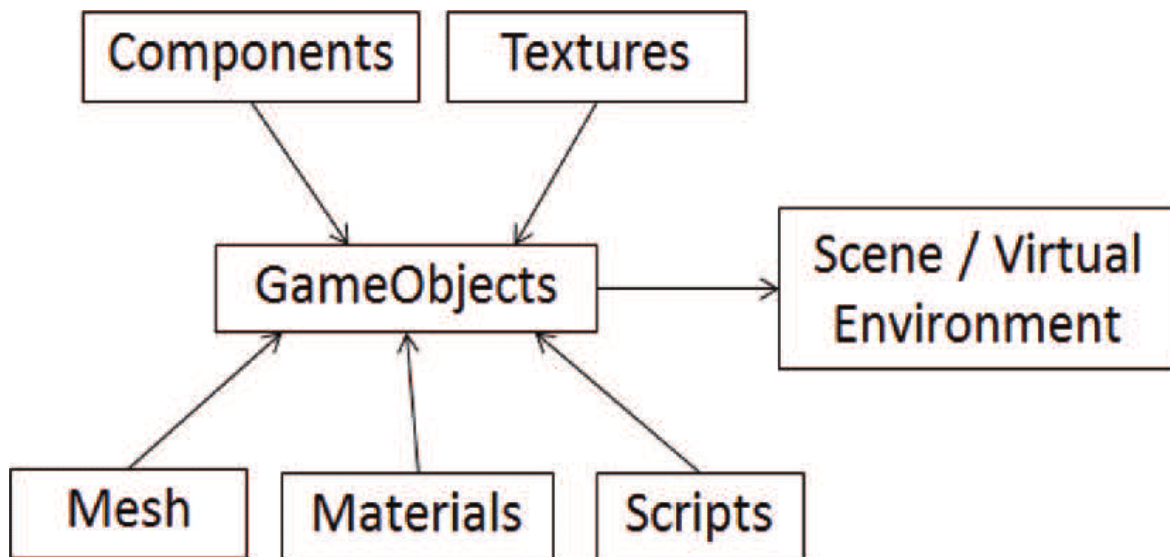 Components
Textures
GameObjects
Scene / Virtual
Environment
Mesh
Materials
Scripts